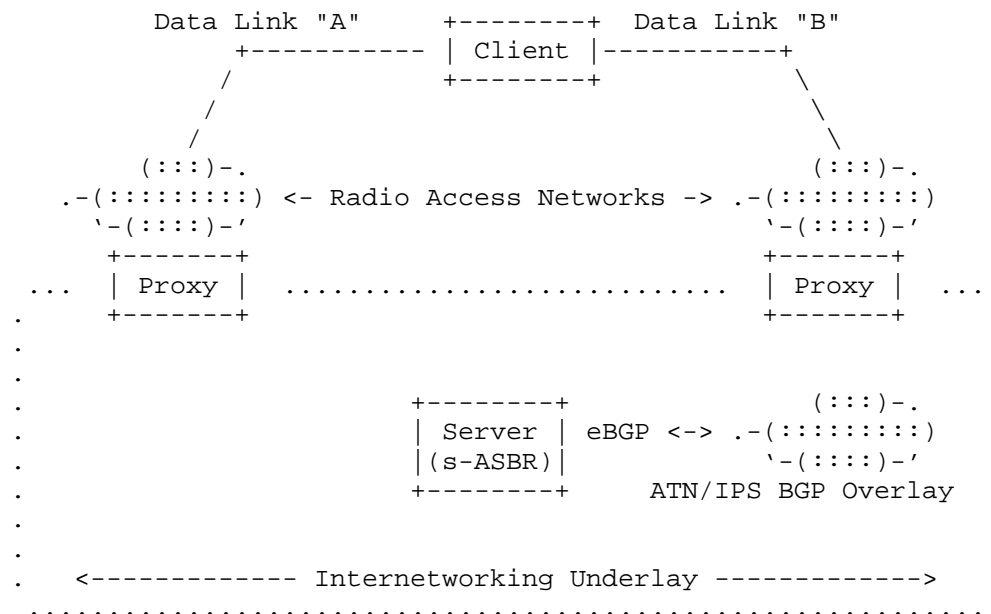 Data Link "A" +--------+ Data Link "B"
+----------- | Client |-----------+
/ +--------+ \
/ \
/ \
(:::)-. (:::)-.
.-(:::::::::) <- Radio Access Networks -> .-(:::::::::)
`-(::::)-' `-(::::)-'
+-------+ +-------+
... | Proxy | ............................ | Proxy | ...
. +-------+ +-------+ .
. .
. .
. +--------+ (:::)-. .
. | Server | eBGP <-> .-(:::::::::) .
. |(s-ASBR)| `-(::::)-' .
. +--------+ ATN/IPS BGP Overlay .
. .
. .
. <------------- Internetworking Underlay -------------> .
.............................................................